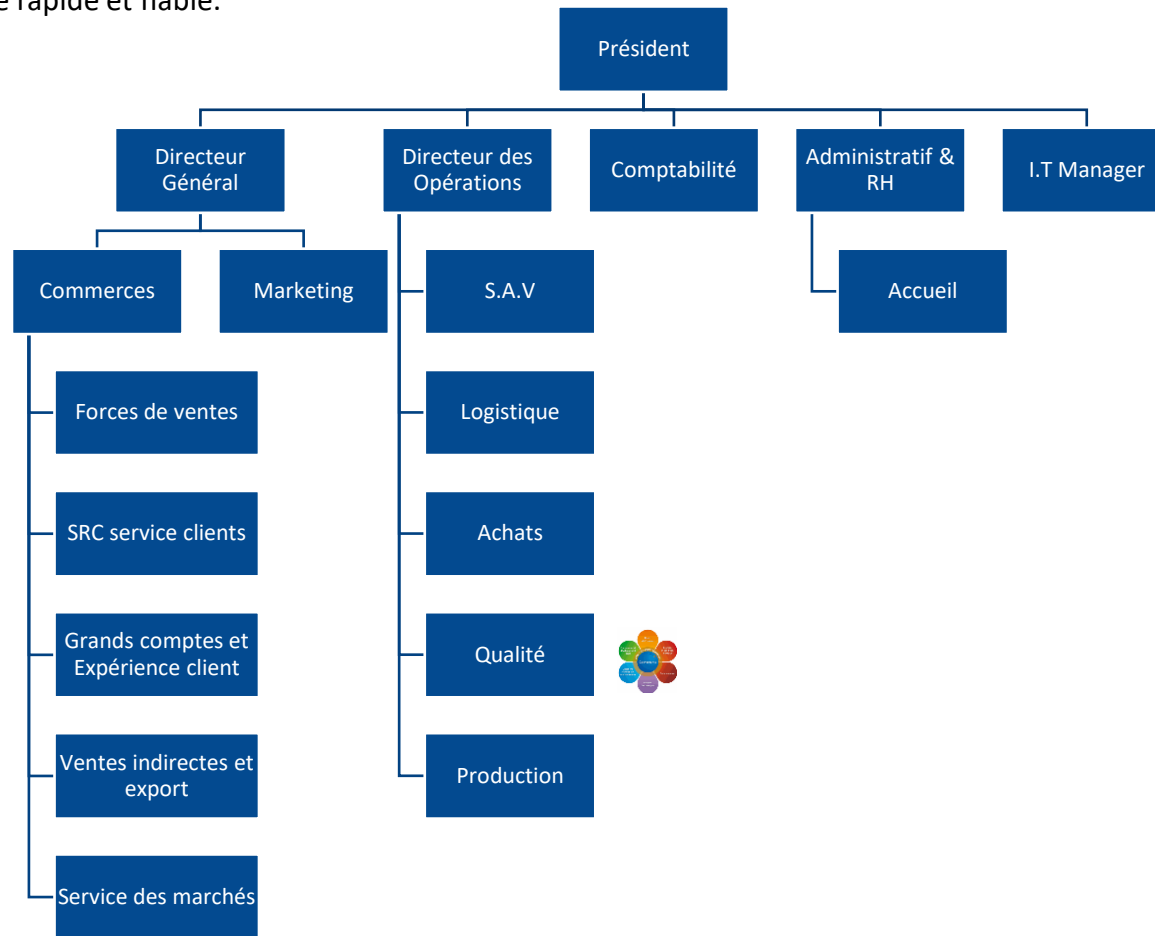 rapide et fiable.
Président
Directeur
Général
Directeur des
Opérations
Comptabilité
Administratif &
RH
I.T Manager
Commerces
Marketing
S.A.V
Accueil
Forces de ventes
Logistique
SRC service clients
Achats
Grands comptes et
Expérience client
Qualité
Ventes indirectes et
export
Production
Service des marchés